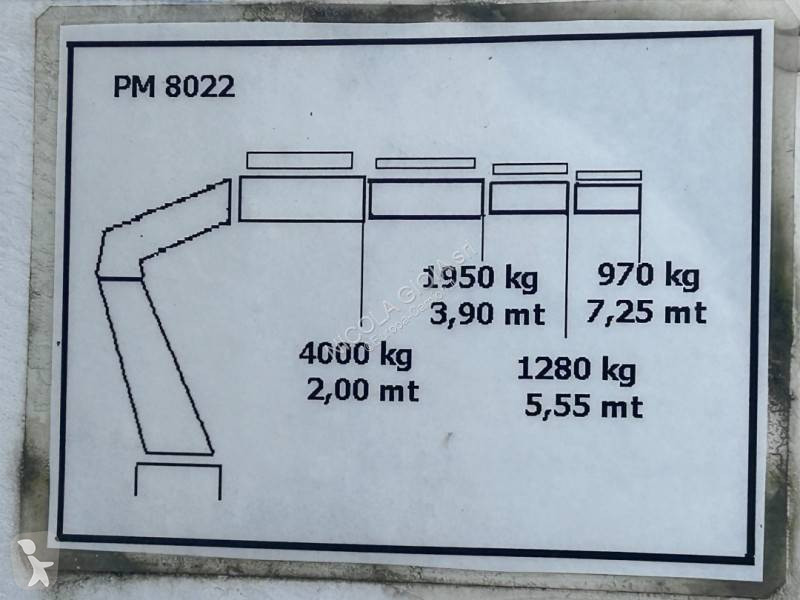 PM 8022
1950 kg
3,90 mt
970 kg
7,25 mt
4000 kg
2,00 mt
1280 kg
5,55 mt